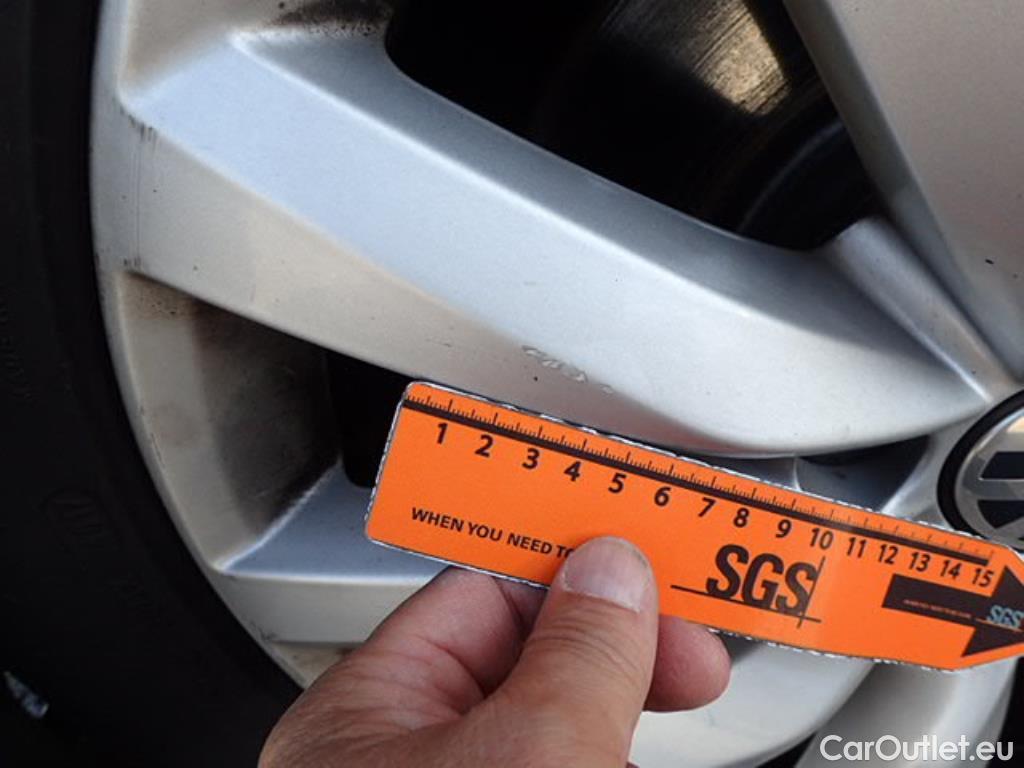 1 2 3 4 5 6 7 8 9 10 11 12 13 14 15
WHEN YOU NEED TO
SGS
SGS
CarOutlet.eu